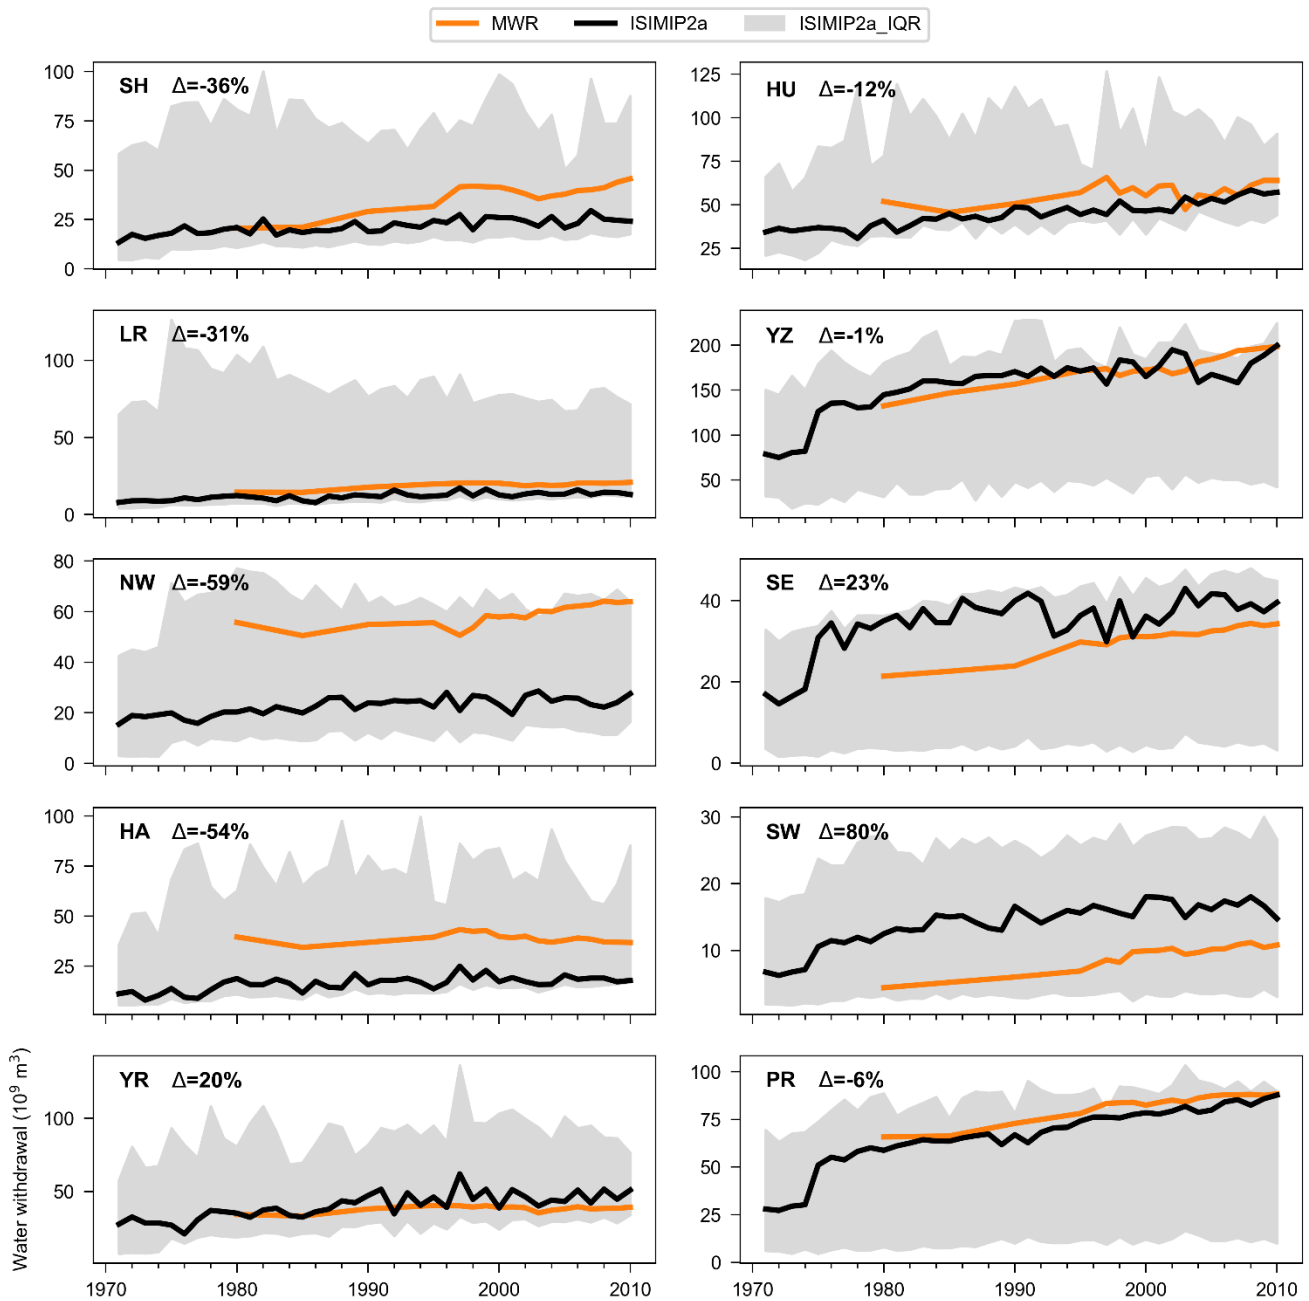 MWR ISIMIP2a ISIMIP2a_IQR
SH Δ=-36%
100
75
50
25
0
HU Δ=-12%
125
100
75
50
25
LR Δ=-31%
100
50
0
YZ Δ=-1%
200
150
100
50
NW Δ=-59%
80
60
40
20
0
SE Δ=23%
40
20
0
HA Δ=-54%
100
75
50
25
SW Δ=80%
30
20
10
YR Δ=20%
100
50
PR Δ=-6%
100
75
50
25
0
Water withdrawal (10⁹ m³)
1970 1980 1990 2000 2010
1970 1980 1990 2000 2010